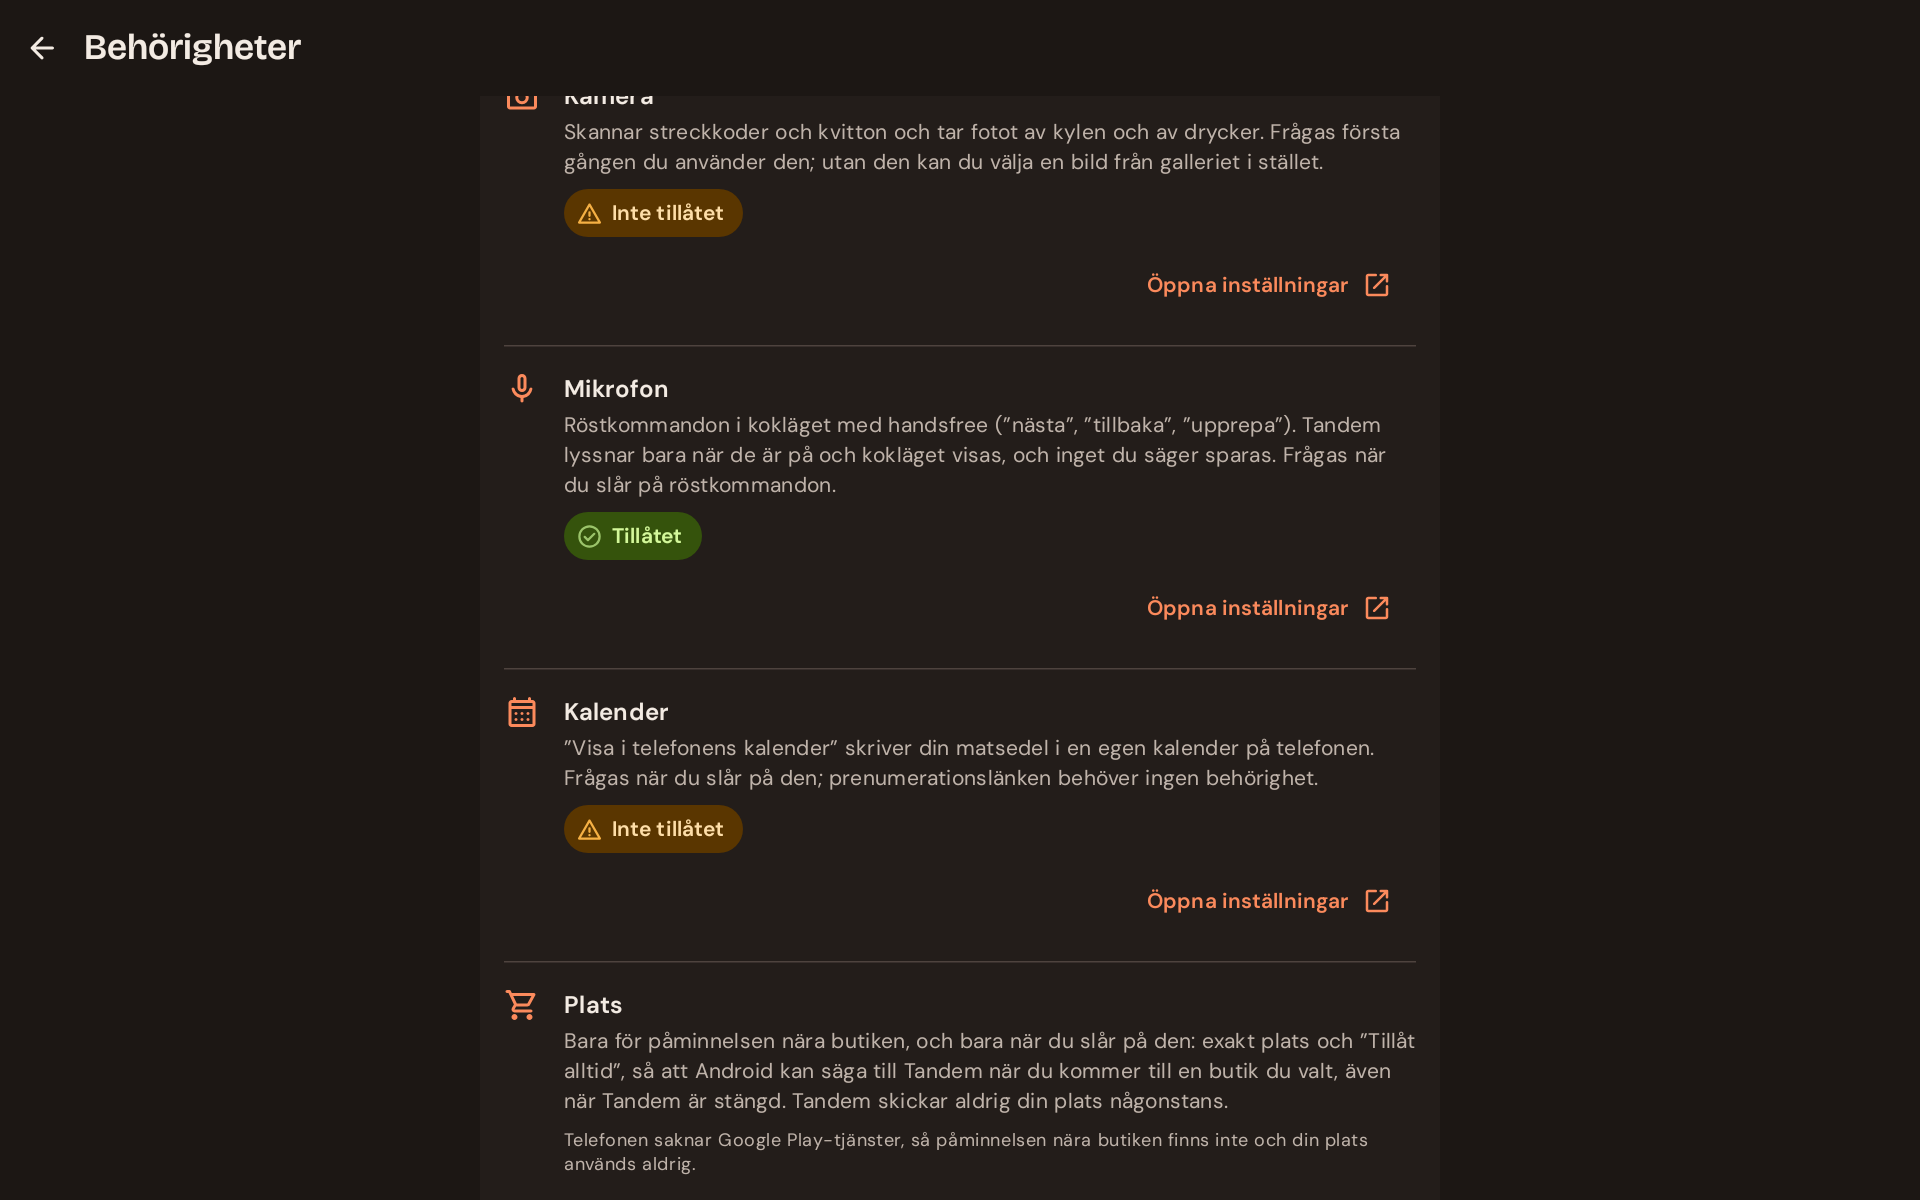 Behörigheter
Kamera
Skannar streckkoder och kvitton och tar fotot av kylen och av drycker. Frågas första
gången du använder den; utan den kan du välja en bild från galleriet i stället.
Inte tillåtet
Öppna inställningar
Mikrofon
Röstkommandon i kokläget med handsfree (”nästa”, ”tillbaka”, ”upprepa”). Tandem
lyssnar bara när de är på och kokläget visas, och inget du säger sparas. Frågas när
du slår på röstkommandon.
Tillåtet
Öppna inställningar
Kalender
”Visa i telefonens kalender” skriver din matsedel i en egen kalender på telefonen.
Frågas när du slår på den; prenumerationslänken behöver ingen behörighet.
Inte tillåtet
Öppna inställningar
Plats
Bara för påminnelsen nära butiken, och bara när du slår på den: exakt plats och ”Tillåt
alltid”, så att Android kan säga till Tandem när du kommer till en butik du valt, även
när Tandem är stängd. Tandem skickar aldrig din plats någonstans.
Telefonen saknar Google Play-tjänster, så påminnelsen nära butiken finns inte och din plats
används aldrig.